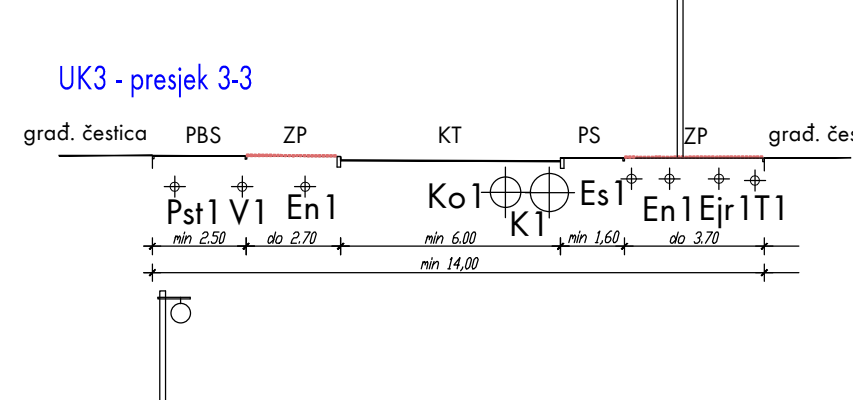 UK3 - presjek 3-3
građ. čestica PBS ZP KT PS ZP građ. čes
Pst1 V1 En1 Ko1 K1 Es1 En1 Ejr1 T1
min 2.50 do 2.70 min 6.00 min 1,60 do 3.70
min 14,00